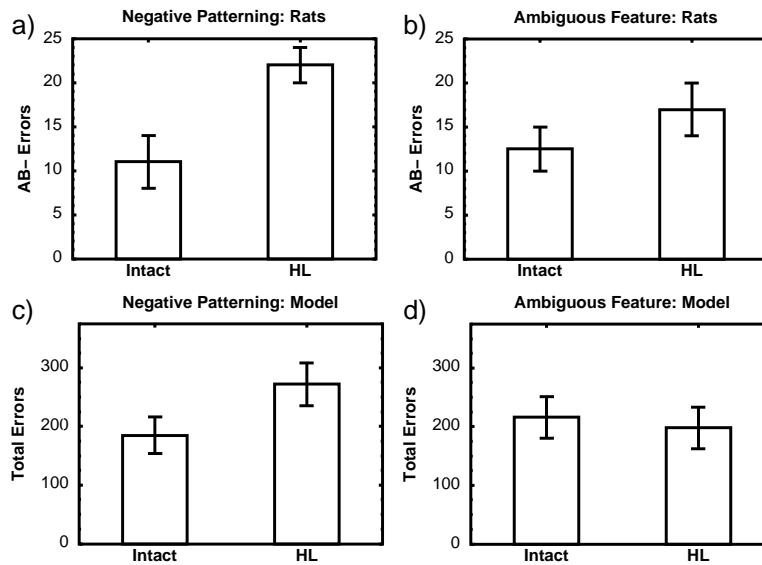 a)
Negative Patterning: Rats
25
20
15
10
5
0
AB− Errors
Intact
HL
b)
Ambiguous Feature: Rats
25
20
15
10
5
0
AB− Errors
Intact
HL
c)
Negative Patterning: Model
300
200
100
0
Total Errors
Intact
HL
d)
Ambiguous Feature: Model
300
200
100
0
Total Errors
Intact
HL